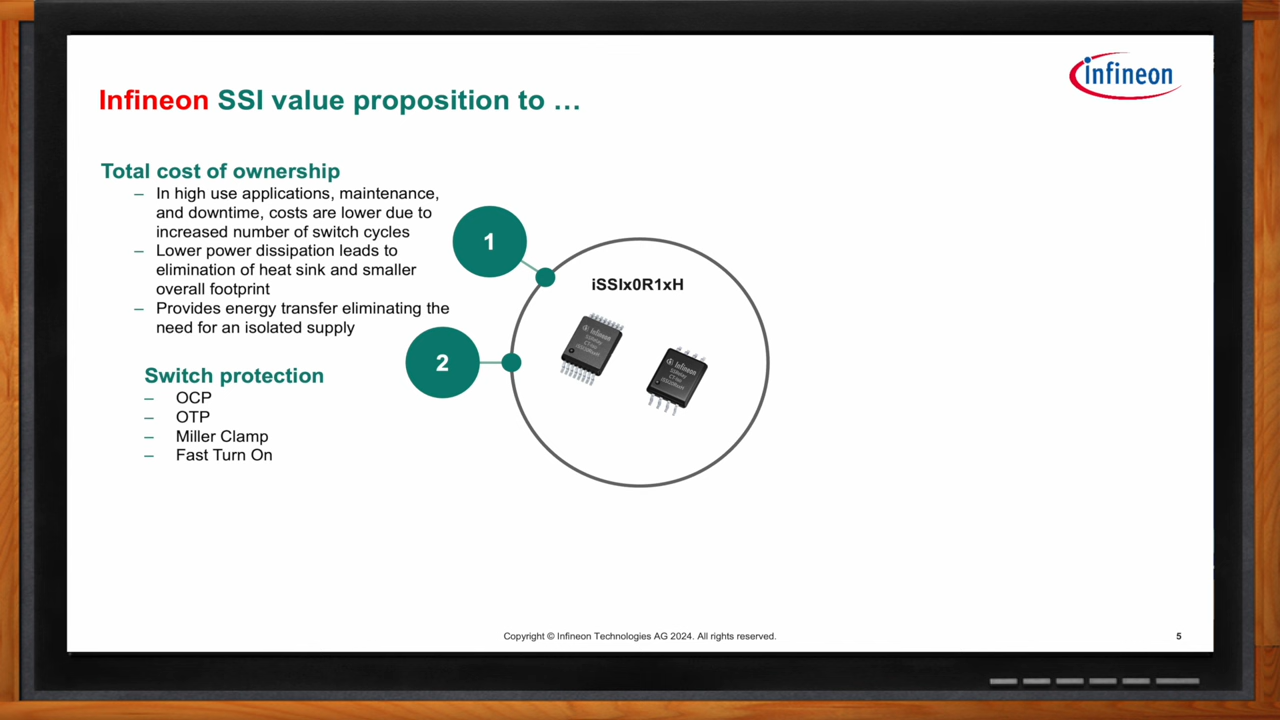 infineon
Infineon SSI value proposition to …
Total cost of ownership
– In high use applications, maintenance,
and downtime, costs are lower due to
increased number of switch cycles
– Lower power dissipation leads to
elimination of heat sink and smaller
overall footprint
– Provides energy transfer eliminating the
need for an isolated supply
1
2
Switch protection
– OCP
– OTP
– Miller Clamp
– Fast Turn On
iSSIx0R1xH
Infineon
Infineon
Copyright © Infineon Technologies AG 2024. All rights reserved.
5